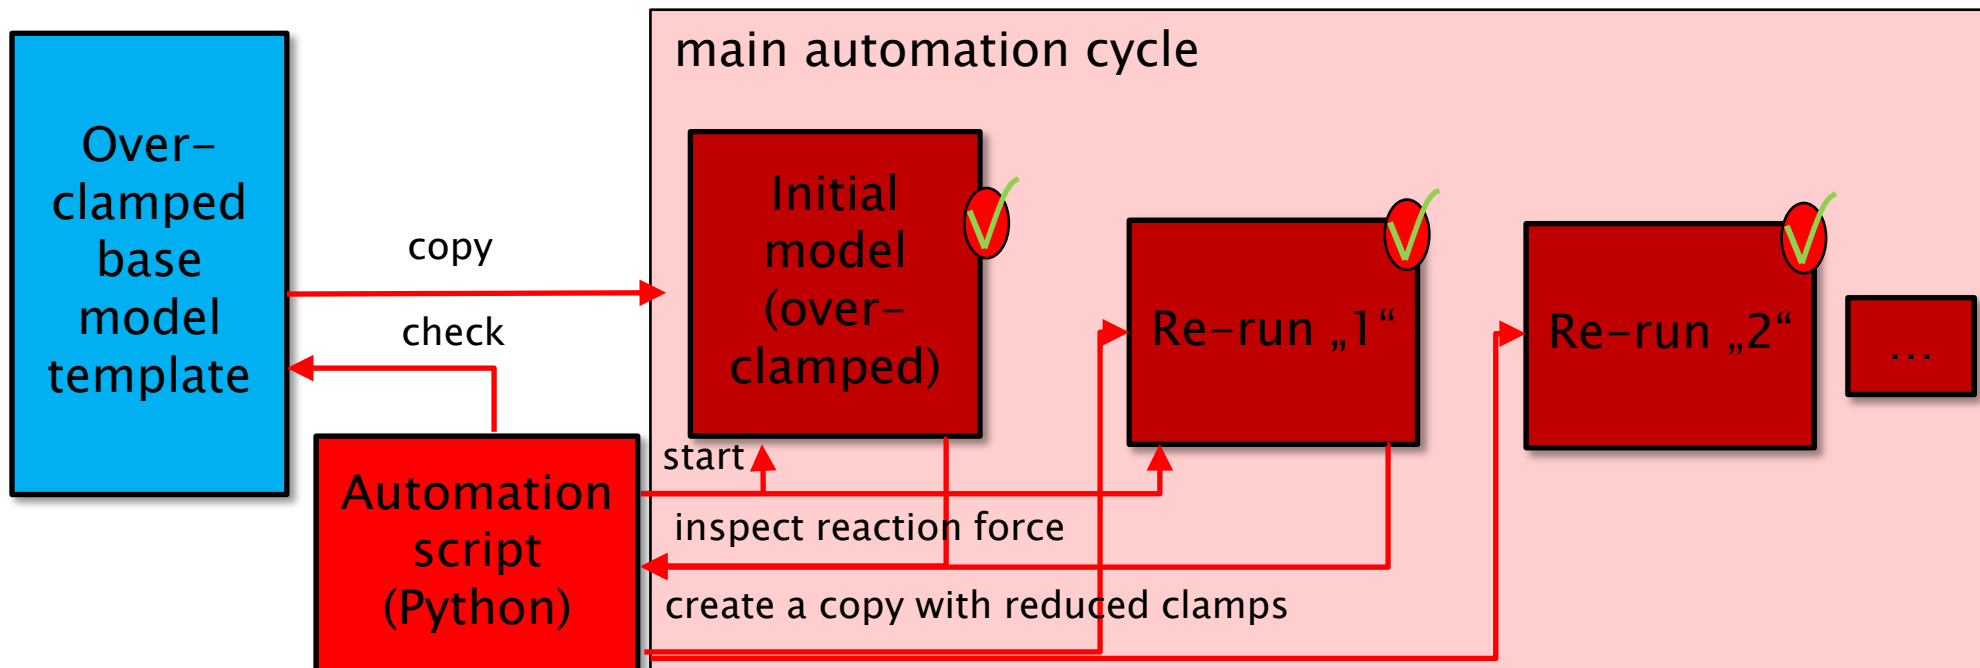 main automation cycle
Over-
clamped
base
model
template
copy
check
Initial
model
(over-
clamped)
Re-run „1“
Re-run „2“
...
Automation
script
(Python)
start
inspect reaction force
create a copy with reduced clamps